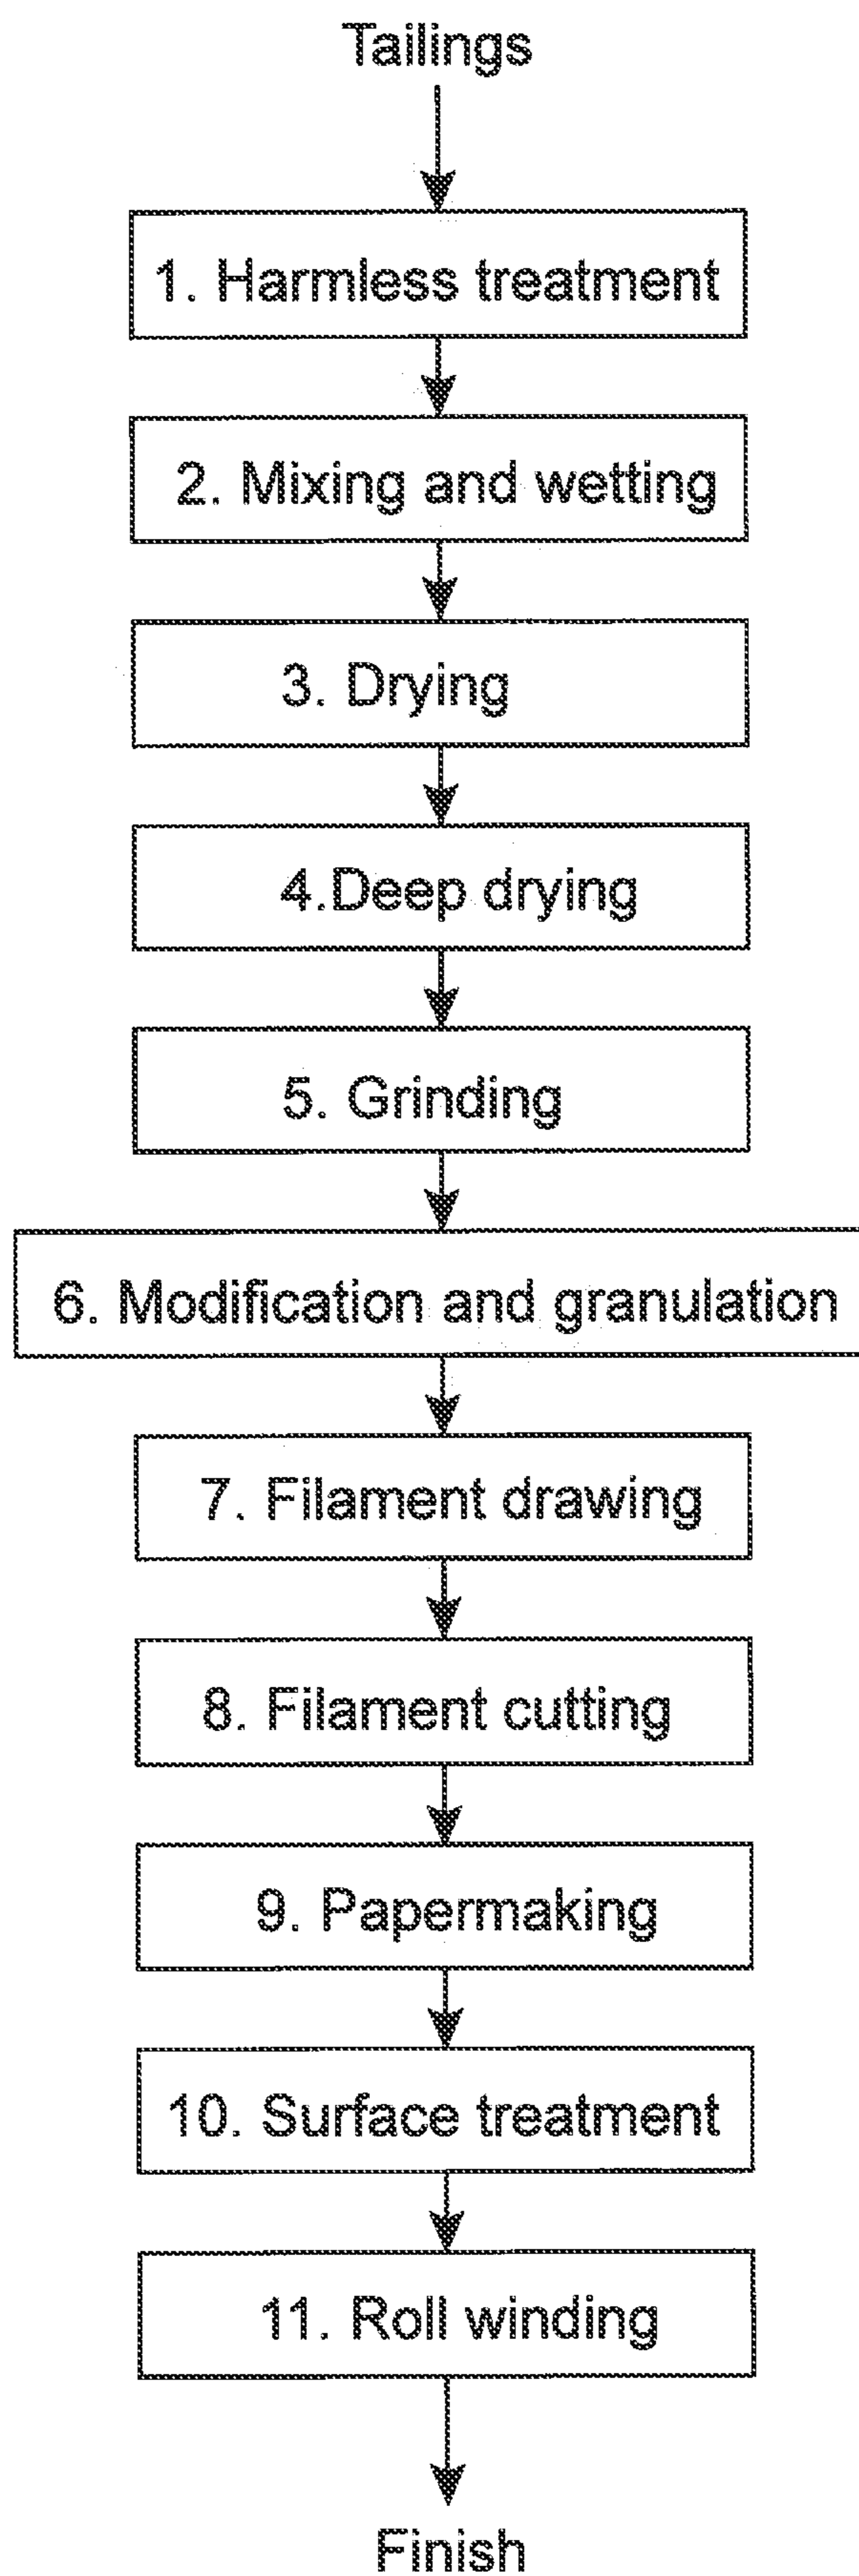 Tailings
1. Harmless treatment
2. Mixing and wetting
3. Drying
4.Deep drying
5. Grinding
6. Modification and granulation
7. Filament drawing
8. Filament cutting
9. Papermaking
10. Surface treatment
11. Roll winding
Finish